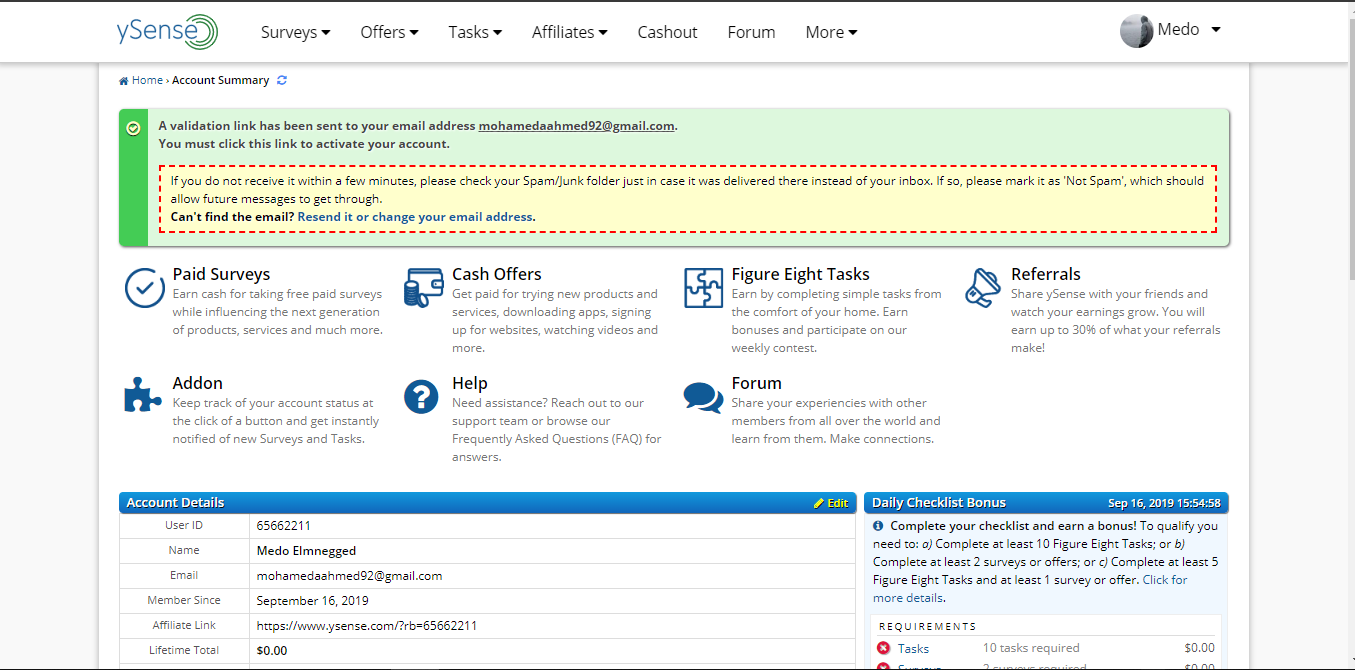 ySense
Surveys Offers Tasks Affiliates Cashout Forum More Medo
Home › Account Summary
A validation link has been sent to your email address mohamedaahmed92@gmail.com.
You must click this link to activate your account.
If you do not receive it within a few minutes, please check your Spam/Junk folder just in case it was delivered there instead of your inbox. If so, please mark it as 'Not Spam', which should
allow future messages to get through.
Can't find the email? Resend it or change your email address.
Paid Surveys
Earn cash for taking free paid surveys
while influencing the next generation
of products, services and much more.
Cash Offers
Get paid for trying new products and
services, downloading apps, signing
up for websites, watching videos and
more.
Figure Eight Tasks
Earn by completing simple tasks from
the comfort of your home. Earn
bonuses and participate on our
weekly contest.
Referrals
Share ySense with your friends and
watch your earnings grow. You will
earn up to 30% of what your referrals
make!
Addon
Keep track of your account status at
the click of a button and get instantly
notified of new Surveys and Tasks.
Help
Need assistance? Reach out to our
support team or browse our
Frequently Asked Questions (FAQ) for
answers.
Forum
Share your experiencies with other
members from all over the world and
learn from them. Make connections.
Account Details Edit
User ID 65662211
Name Medo Elmnegged
Email mohamedaahmed92@gmail.com
Member Since September 16, 2019
Affiliate Link https://www.ysense.com/?rb=65662211
Lifetime Total $0.00
Daily Checklist Bonus Sep 16, 2019 15:54:58
Complete your checklist and earn a bonus! To qualify you
need to: a) Complete at least 10 Figure Eight Tasks; or b)
Complete at least 2 surveys or offers; or c) Complete at least 5
Figure Eight Tasks and at least 1 survey or offer. Click for
more details.
REQUIREMENTS
Tasks 10 tasks required $0.00
Surveys 2 surveys required $0.00